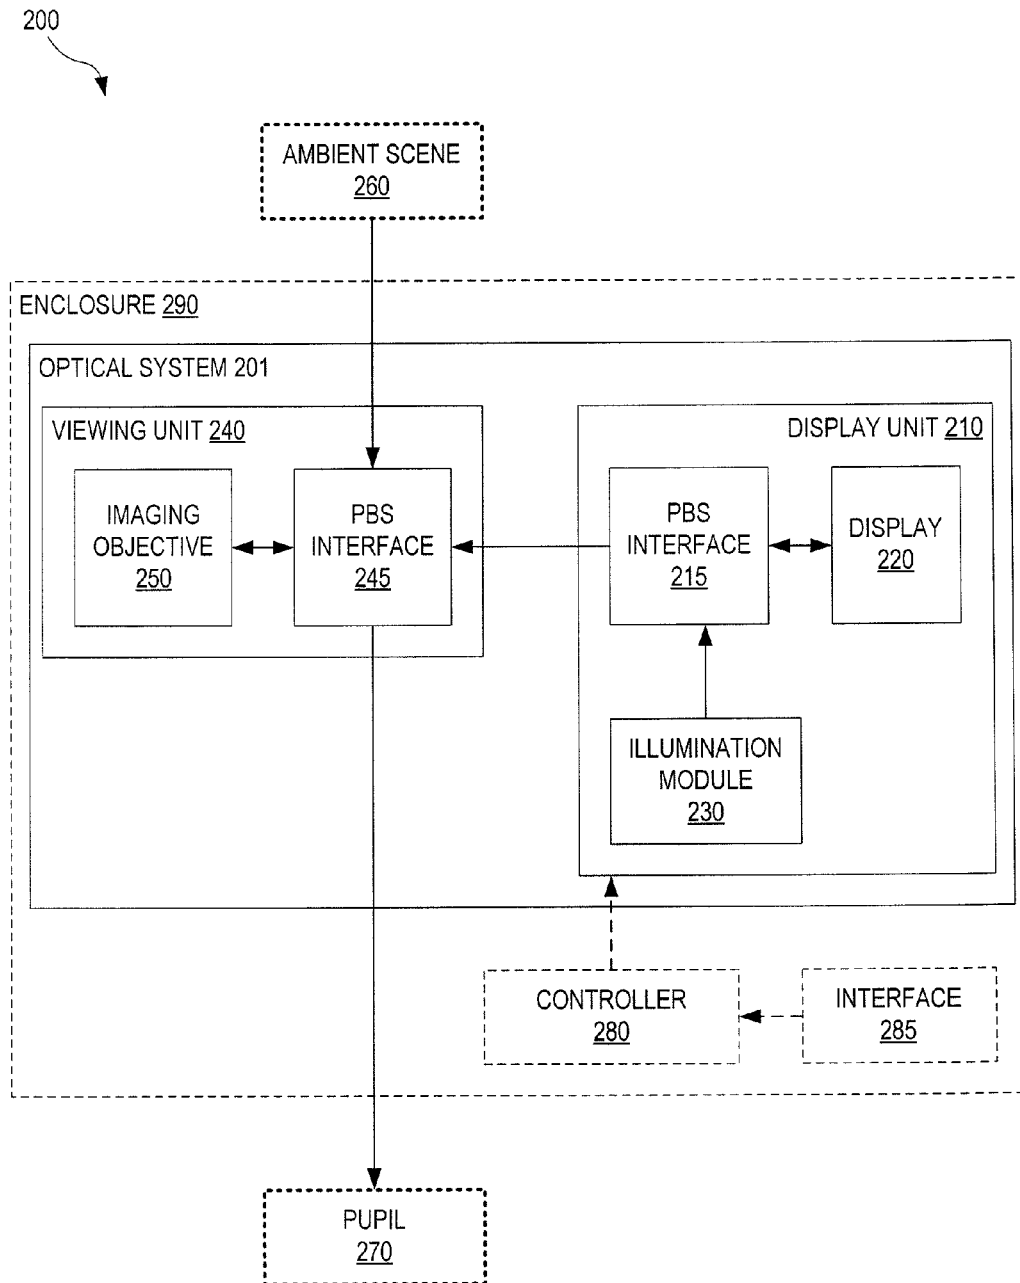 200
AMBIENT SCENE
260
ENCLOSURE 290
OPTICAL SYSTEM 201
VIEWING UNIT 240
IMAGING
OBJECTIVE
250
PBS
INTERFACE
245
DISPLAY UNIT 210
PBS
INTERFACE
215
DISPLAY
220
ILLUMINATION
MODULE
230
CONTROLLER
280
INTERFACE
285
PUPIL
270